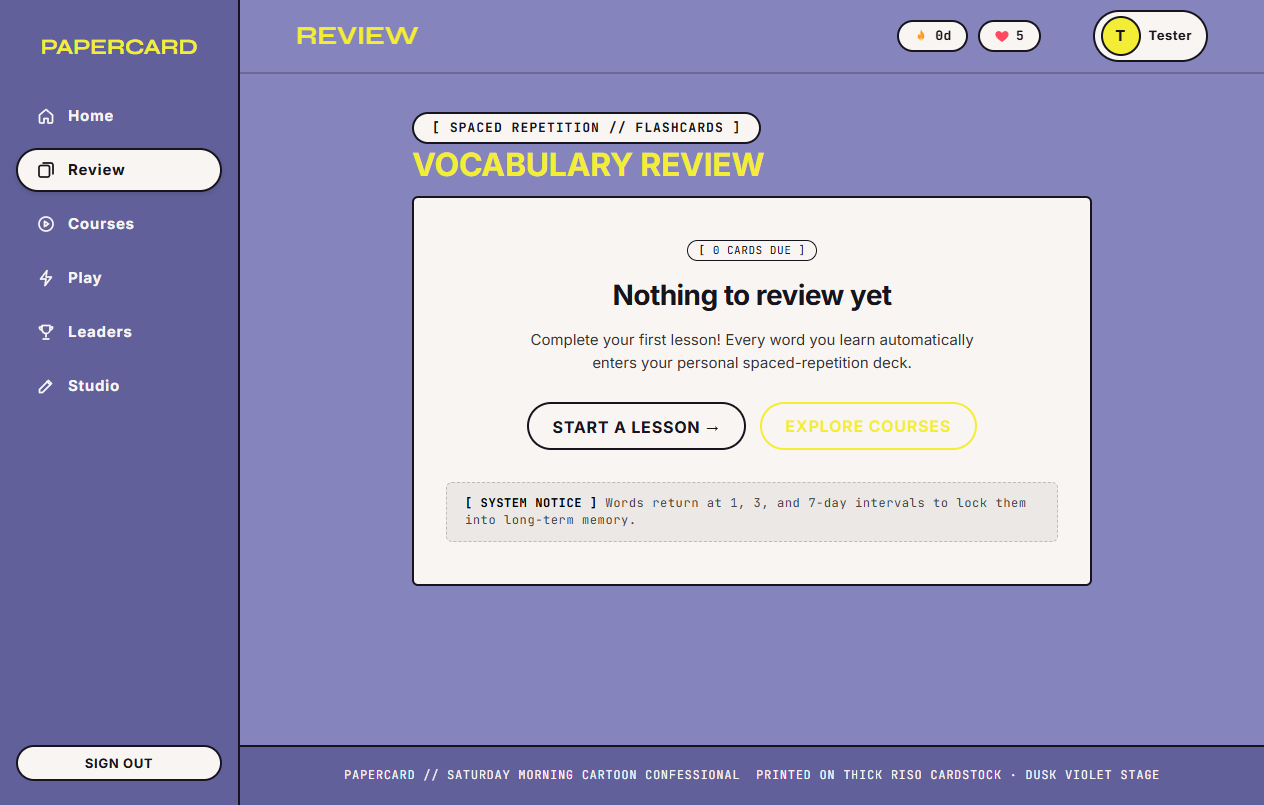 PAPERCARD
Home
Review
Courses
Play
Leaders
Studio
SIGN OUT
REVIEW
0d
5
T
Tester
[ SPACED REPETITION // FLASHCARDS ]
VOCABULARY REVIEW
[ 0 CARDS DUE ]
Nothing to review yet
Complete your first lesson! Every word you learn automatically
enters your personal spaced-repetition deck.
START A LESSON →
EXPLORE COURSES
[ SYSTEM NOTICE ] Words return at 1, 3, and 7-day intervals to lock them
into long-term memory.
PAPERCARD // SATURDAY MORNING CARTOON CONFESSIONAL PRINTED ON THICK RISO CARDSTOCK · DUSK VIOLET STAGE